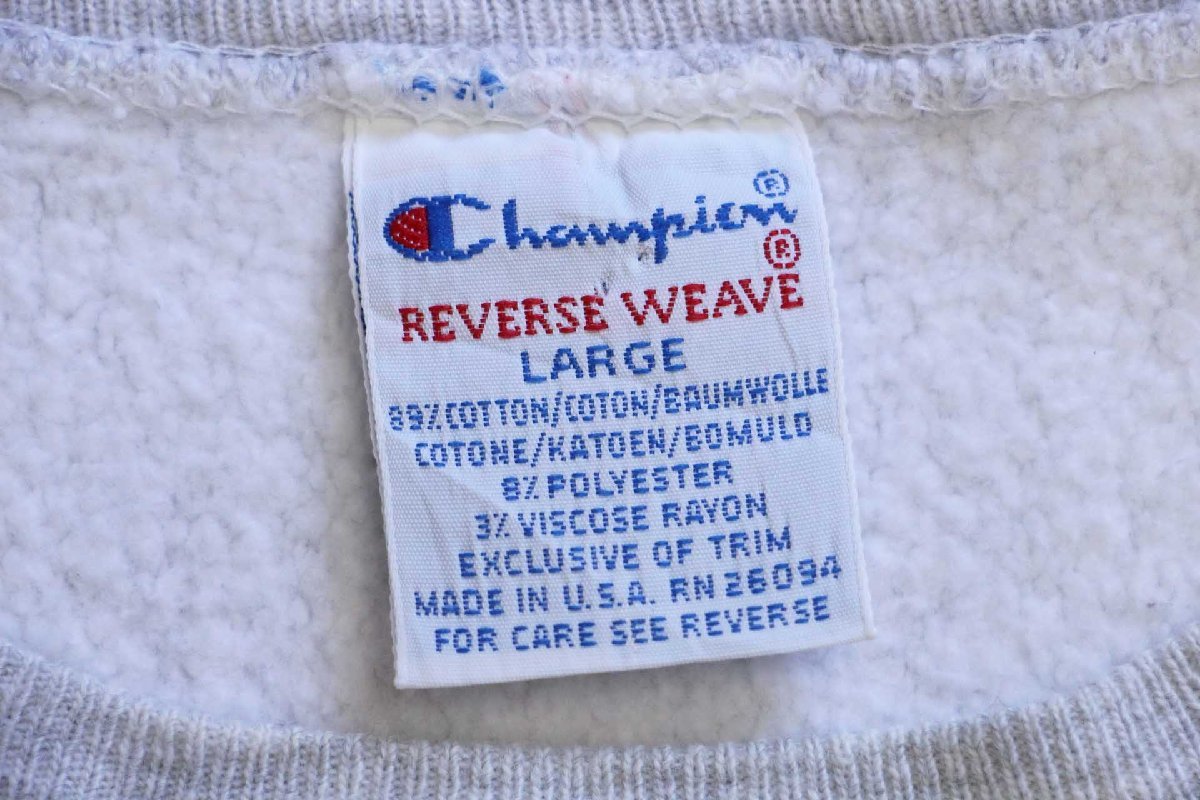 Champion®
REVERSE WEAVE®
LARGE
89% COTTON/COTON/BAUMWOLLE
COTONE/KATOEN/BOMULD
8% POLYESTER
3% VISCOSE RAYON
EXCLUSIVE OF TRIM
MADE IN U.S.A. RN 26094
FOR CARE SEE REVERSE